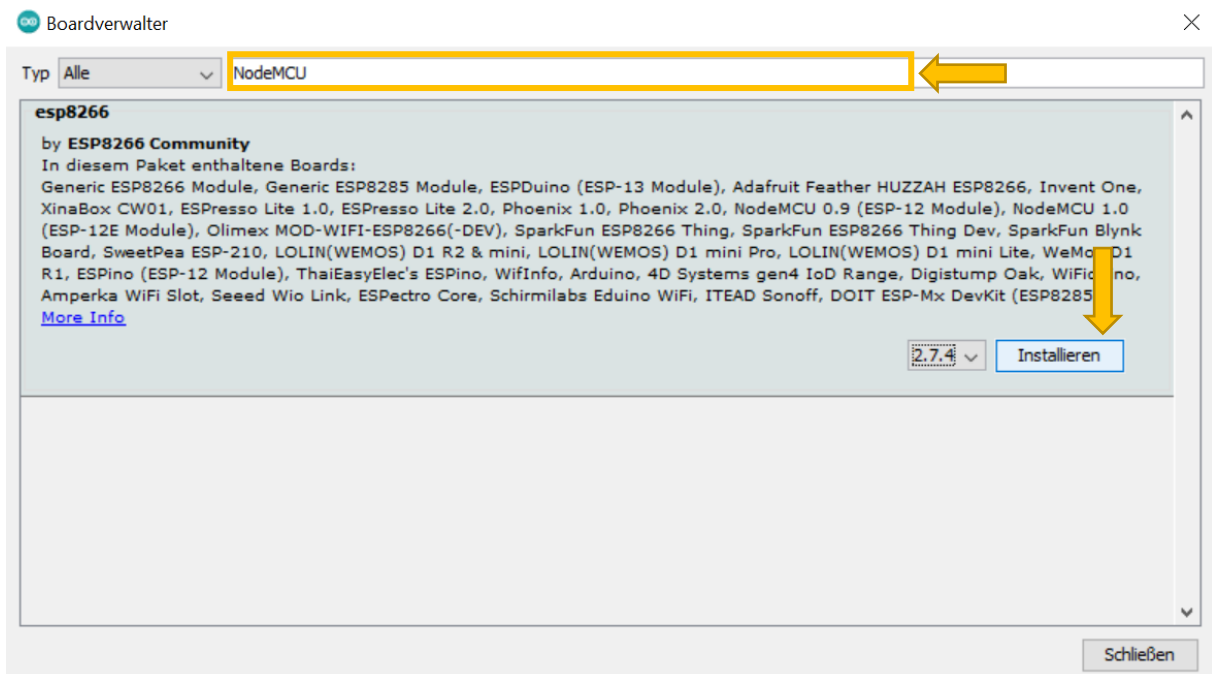 Boardverwalter
Typ Alle NodeMCU
esp8266
by ESP8266 Community
In diesem Paket enthaltene Boards:
Generic ESP8266 Module, Generic ESP8285 Module, ESPDuino (ESP-13 Module), Adafruit Feather HUZZAH ESP8266, Invent One,
XinaBox CW01, ESPresso Lite 1.0, ESPresso Lite 2.0, Phoenix 1.0, Phoenix 2.0, NodeMCU 0.9 (ESP-12 Module), NodeMCU 1.0
(ESP-12E Module), Olimex MOD-WIFI-ESP8266(-DEV), SparkFun ESP8266 Thing, SparkFun ESP8266 Thing Dev, SparkFun Blynk
Board, SweetPea ESP-210, LOLIN(WEMOS) D1 R2 & mini, LOLIN(WEMOS) D1 mini Pro, LOLIN(WEMOS) D1 mini Lite, D1
R1, ESPino (ESP-12 Module), ThaiEasyElec's ESPino, WifInfo, Arduino, 4D Systems gen4 IoD Range, Digistump Oak,
Amperka WiFi Slot, Seeed Wio Link, ESPectro Core, Schirmilabs Eduino WiFi, ITEAD Sonoff, DOIT ESP-Mx DevKit (ESP8285
More Info
2.7.4 Installieren
Schließen